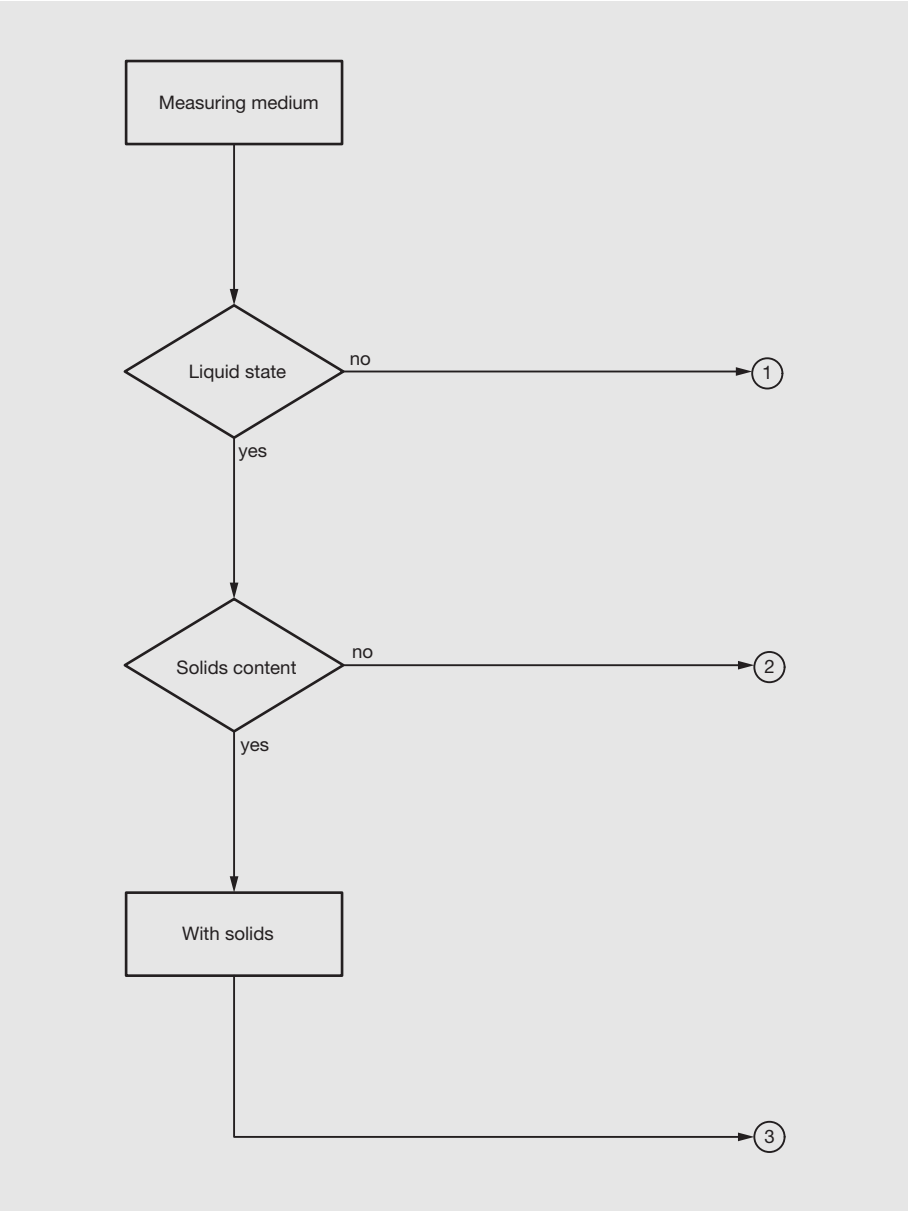 Measuring medium
Liquid state
no
1
yes
Solids content
no
2
yes
With solids
3